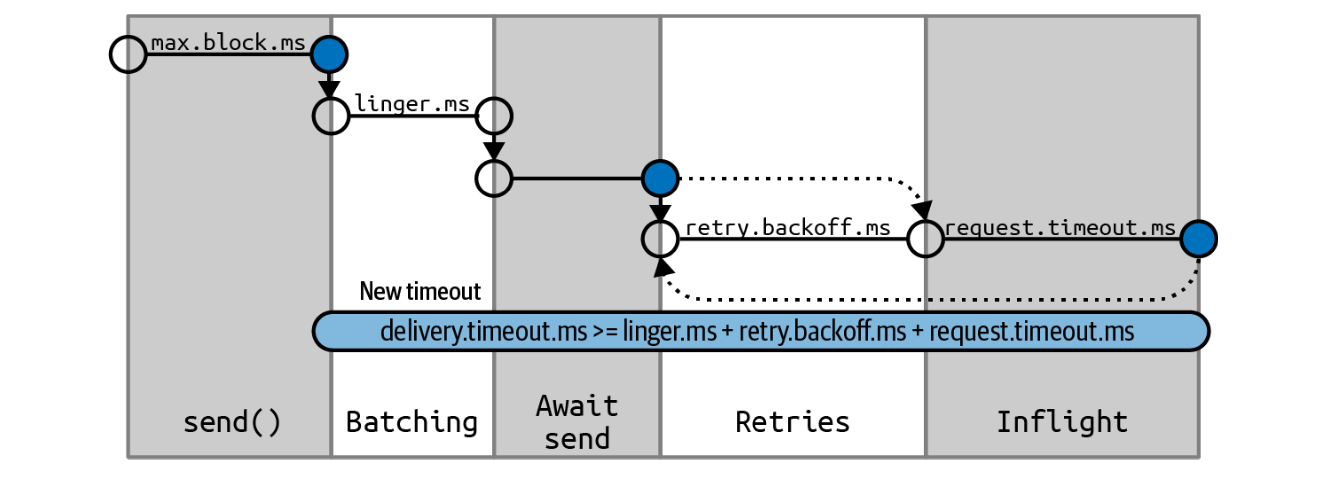 max.block.ms
linger.ms
retry.backoff.ms
request.timeout.ms
New timeout
delivery.timeout.ms >= linger.ms + retry.backoff.ms + request.timeout.ms
send()
Batching
Await
send
Retries
Inflight